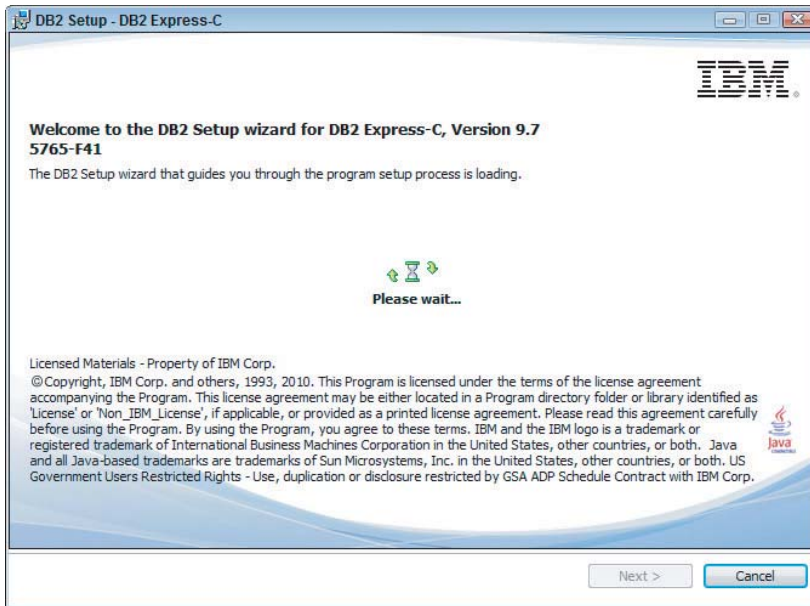 DB2 Setup - DB2 Express-C
IBM®
Welcome to the DB2 Setup wizard for DB2 Express-C, Version 9.7
5765-F41
The DB2 Setup wizard that guides you through the program setup process is loading.
Please wait...
Licensed Materials - Property of IBM Corp.
©Copyright, IBM Corp. and others, 1993, 2010. This Program is licensed under the terms of the license agreement
accompanying the Program. This license agreement may be either located in a Program directory folder or library identified as
'License' or 'Non_IBM_License', if applicable, or provided as a printed license agreement. Please read this agreement carefully
before using the Program. By using the Program, you agree to these terms. IBM and the IBM logo is a trademark or
registered trademark of International Business Machines Corporation in the United States, other countries, or both. Java
and all Java-based trademarks are trademarks of Sun Microsystems, Inc. in the United States, other countries, or both. US
Government Users Restricted Rights - Use, duplication or disclosure restricted by GSA ADP Schedule Contract with IBM Corp.
Java
COMPATIBLE
Next >
Cancel